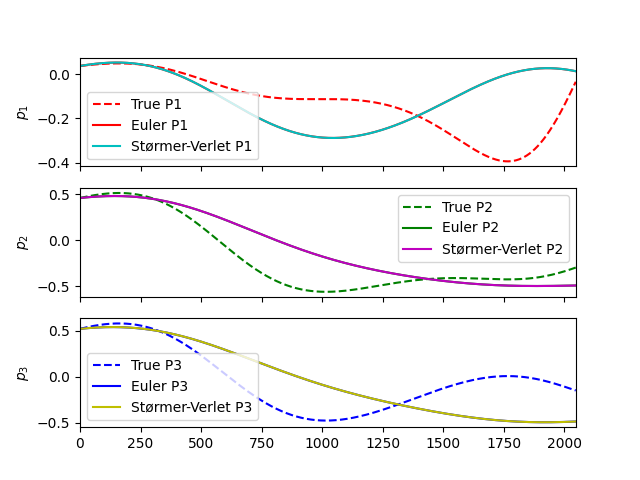 0.0
−0.2
−0.4
p1
True P1
Euler P1
Størmer-Verlet P1
0.5
0.0
−0.5
p2
True P2
Euler P2
Størmer-Verlet P2
0.5
0.0
−0.5
p3
True P3
Euler P3
Størmer-Verlet P3
0 250 500 750 1000 1250 1500 1750 2000